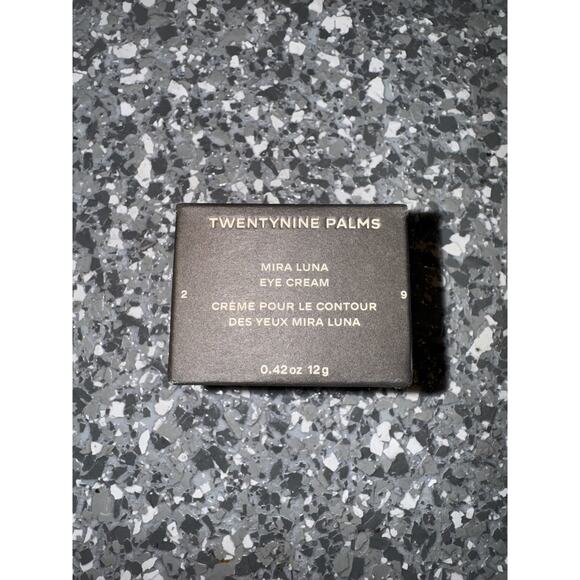 TWENTYNINE PALMS
MIRA LUNA
EYE CREAM
2 9
CRÈME POUR LE CONTOUR
DES YEUX MIRA LUNA
0.42 oz 12 g